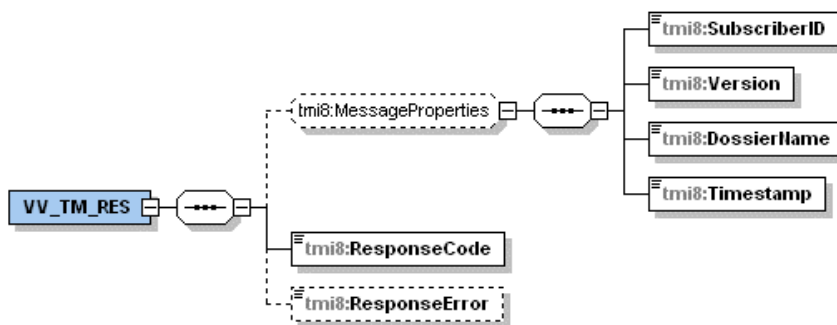 tmi8:SubscriberID
tmi8:Version
tmi8:MessageProperties
tmi8:DossierName
tmi8:Timestamp
VV_TM_RES
tmi8:ResponseCode
tmi8:ResponseError